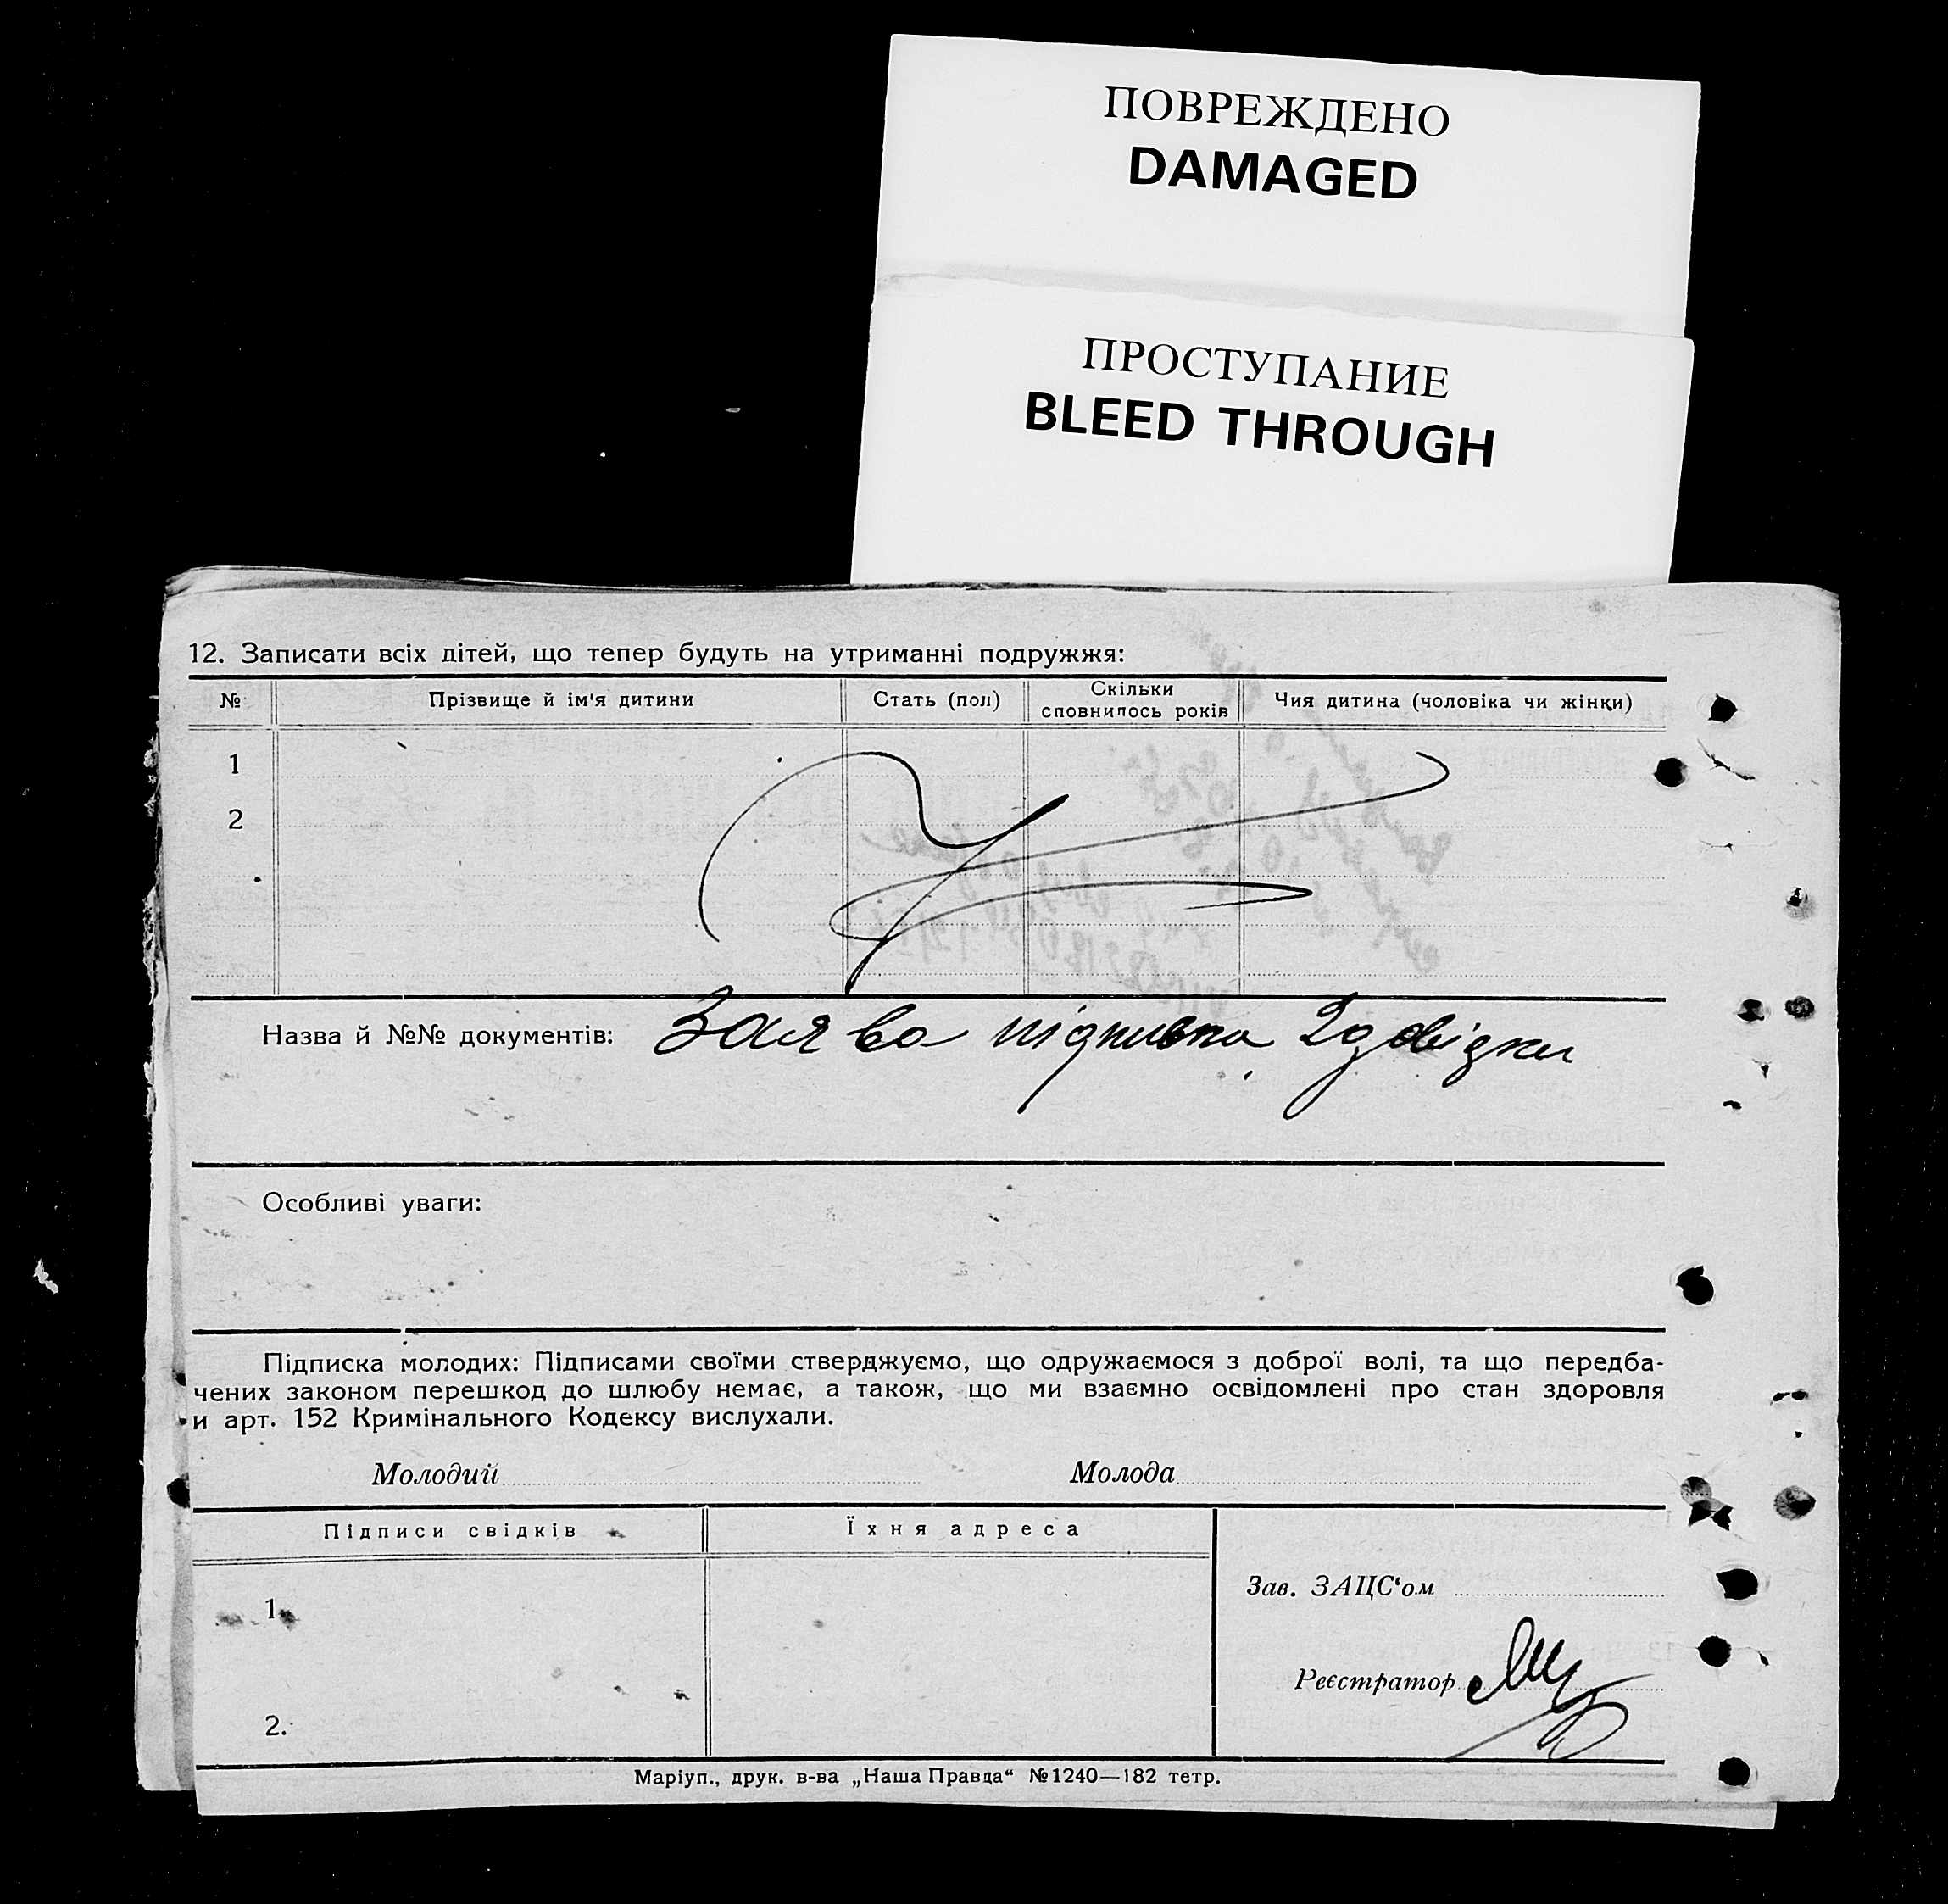 ПОВРЕЖДЕНО
DAMAGED
ПРОСТУПАНИЕ
BLEED THROUGH
12. Записати всіх дітей, що тепер будуть на утриманні подружжя:
№ Прізвище й ім'я дитини Стать (пол) Скільки сповнилось років Чия дитина (чоловіка чи жінки)
1
2
Назва й №№ документів: Заява підписка 2 довідки
Особливі уваги:
Підписка молодих: Підписами своїми стверджуємо, що одружаємося з доброї волі, та що передба-
чених законом перешкод до шлюбу немає, а також, що ми взаємно освідомлені про стан здоровля
и арт. 152 Кримінального Кодексу вислухали.
Молодий Молода
Підписи свідків Їхня адреса
Зав. ЗАЦС‘ом
1.
Реєстратор
2.
Маріуп., друк. в-ва „Наша Правда“ №1240—182 тетр.